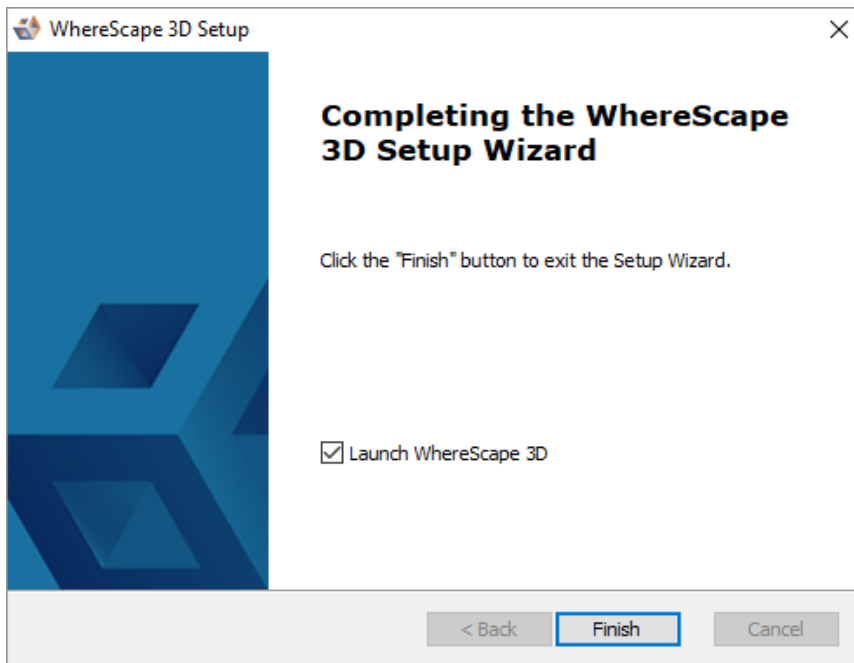 WhereScape 3D Setup
Completing the WhereScape
3D Setup Wizard
Click the "Finish" button to exit the Setup Wizard.
Launch WhereScape 3D
< Back
Finish
Cancel